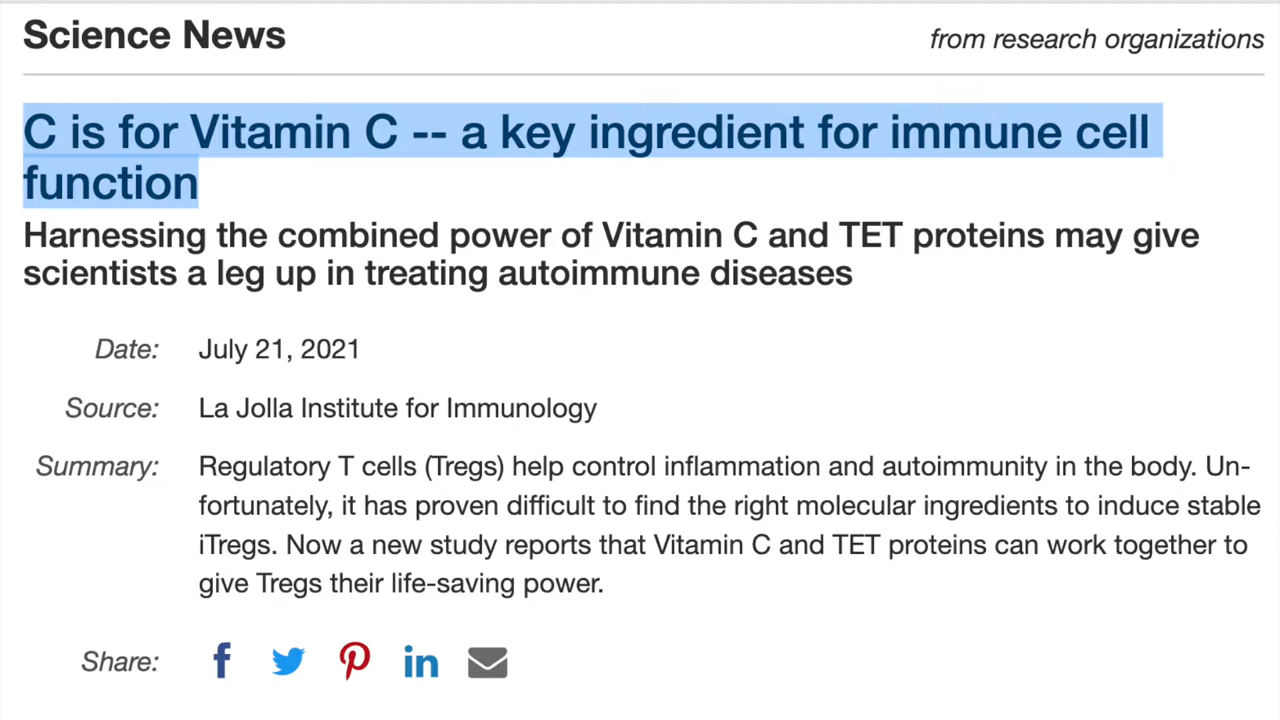 Science News
from research organizations
C is for Vitamin C -- a key ingredient for immune cell
function
Harnessing the combined power of Vitamin C and TET proteins may give
scientists a leg up in treating autoimmune diseases
Date: July 21, 2021
Source: La Jolla Institute for Immunology
Summary: Regulatory T cells (Tregs) help control inflammation and autoimmunity in the body. Un-
fortunately, it has proven difficult to find the right molecular ingredients to induce stable
iTregs. Now a new study reports that Vitamin C and TET proteins can work together to
give Tregs their life-saving power.
Share: f in